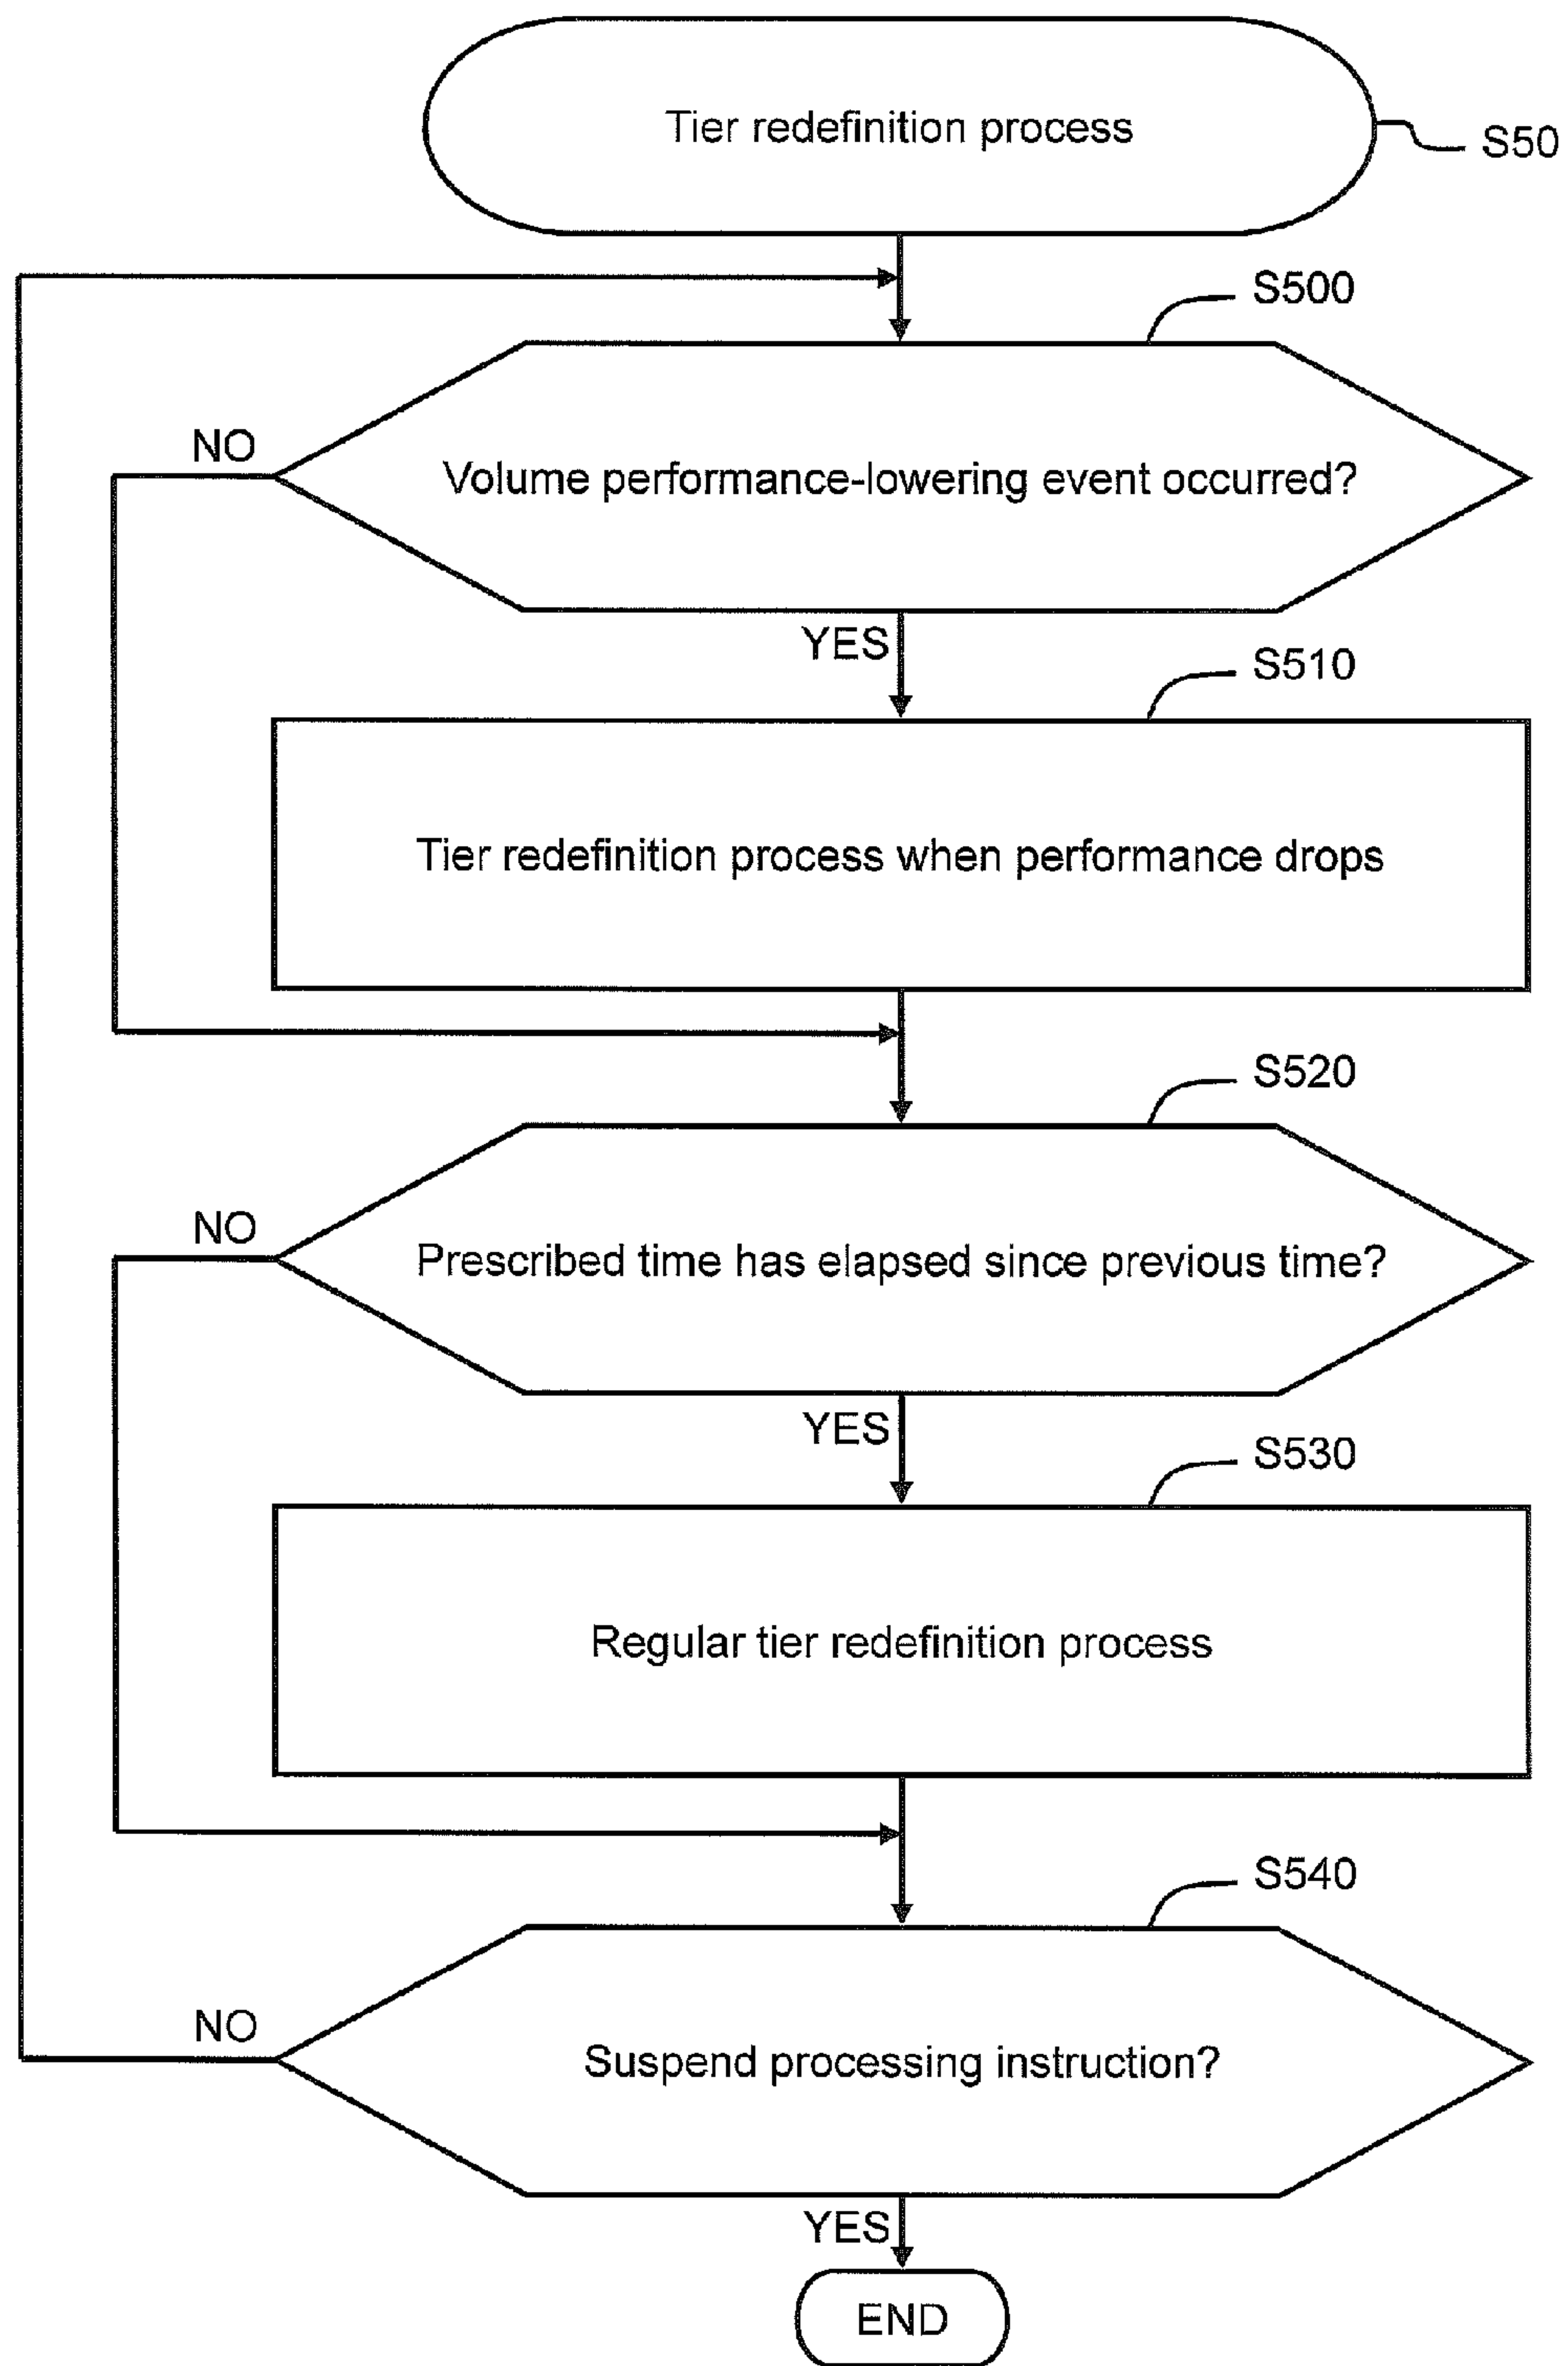 Tier redefinition process
S50
S500
NO
Volume performance-lowering event occurred?
YES
S510
Tier redefinition process when performance drops
S520
NO
Prescribed time has elapsed since previous time?
YES
S530
Regular tier redefinition process
S540
NO
Suspend processing instruction?
YES
END